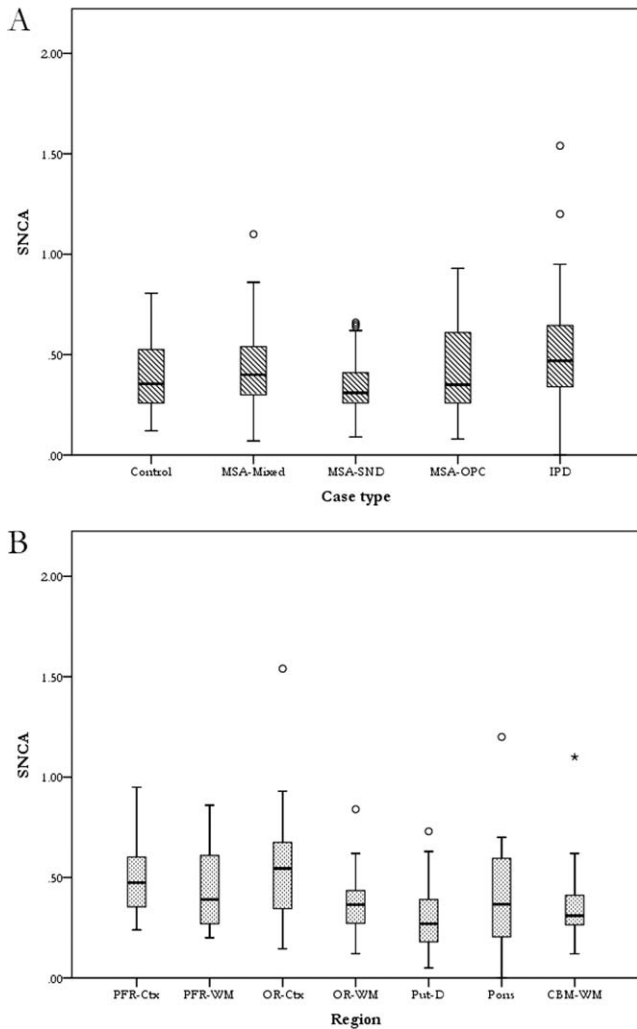 A
2.00
1.50
SNCA
1.00
.50
.00
Control MSA-Mixed MSA-SND MSA-OPC IPD
Case type
B
2.00
1.50
SNCA
1.00
.50
.00
PFR-Ctx PFR-WM OR-Ctx OR-WM Put-D Pons CBM-WM
Region